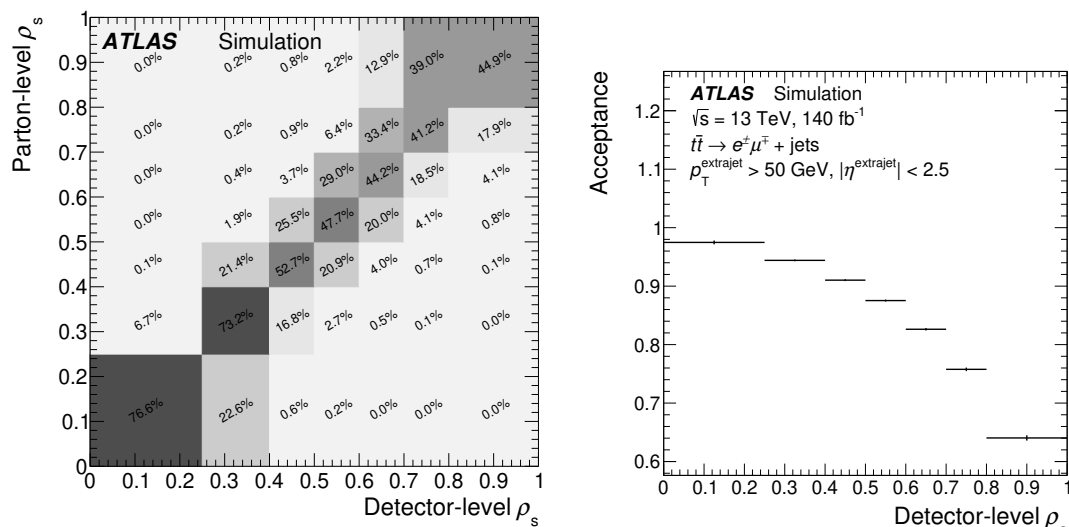 ATLAS Simulation
Parton-level ρs
1
0.9
0.8
0.7
0.6
0.5
0.4
0.3
0.2
0.1
0
0.0% 0.2% 0.8% 2.2% 12.9% 39.0% 44.9%
0.0% 0.2% 0.9% 6.4% 33.4% 41.2% 17.9%
0.0% 0.4% 3.7% 29.0% 44.2% 18.5% 4.1%
0.0% 1.9% 25.5% 47.7% 20.0% 4.1% 0.8%
0.1% 21.4% 52.7% 20.9% 4.0% 0.7% 0.1%
6.7% 73.2% 16.8% 2.7% 0.5% 0.1% 0.0%
76.6% 22.6% 0.6% 0.2% 0.0% 0.0% 0.0%
0 0.1 0.2 0.3 0.4 0.5 0.6 0.7 0.8 0.9 1
Detector-level ρs
Acceptance
ATLAS Simulation
√s = 13 TeV, 140 fb⁻¹
tt̄ → e±μ∓ + jets
pT^extrajet > 50 GeV, |η^extrajet| < 2.5
1.2
1.1
1
0.9
0.8
0.7
0.6
0 0.1 0.2 0.3 0.4 0.5 0.6 0.7 0.8 0.9 1
Detector-level ρ